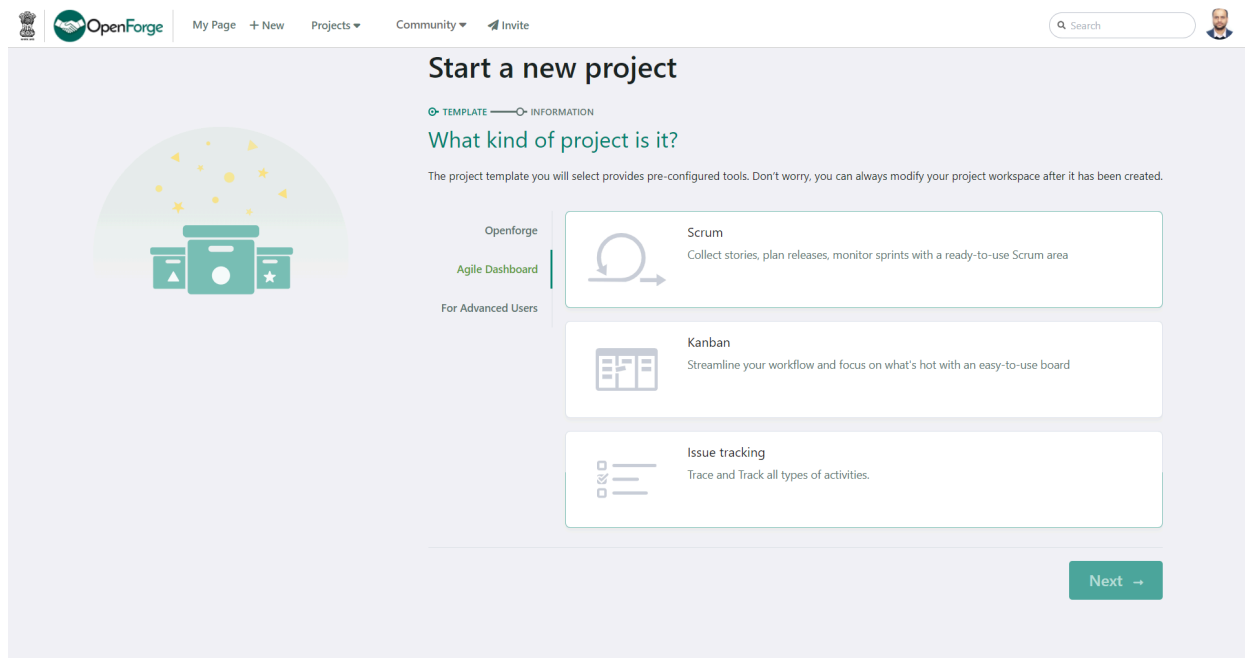 OpenForge
My Page + New Projects Community Invite
Search
Start a new project
TEMPLATE INFORMATION
What kind of project is it?
The project template you will select provides pre-configured tools. Don't worry, you can always modify your project workspace after it has been created.
Openforge
Agile Dashboard
For Advanced Users
Scrum
Collect stories, plan releases, monitor sprints with a ready-to-use Scrum area
Kanban
Streamline your workflow and focus on what's hot with an easy-to-use board
Issue tracking
Trace and Track all types of activities.
Next →